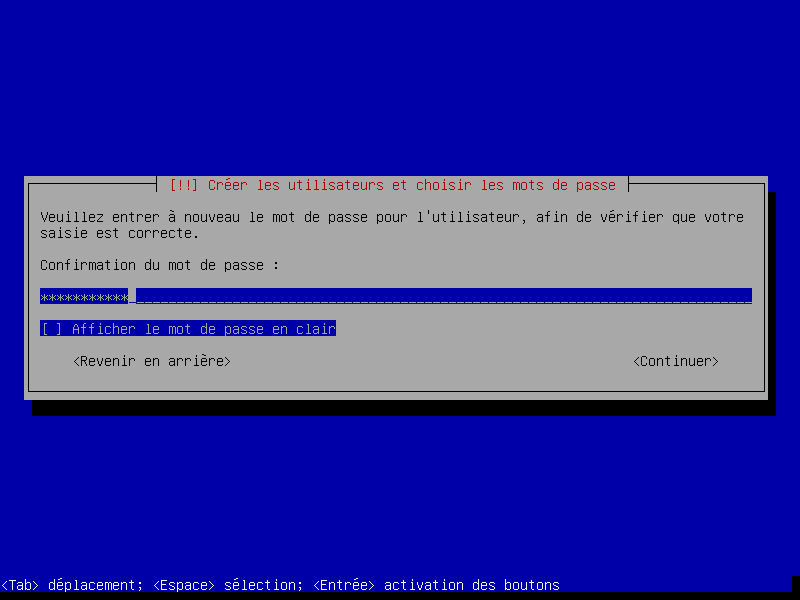 [!!] Créer les utilisateurs et choisir les mots de passe
Veuillez entrer à nouveau le mot de passe pour l'utilisateur, afin de vérifier que votre
saisie est correcte.
Confirmation du mot de passe :
***********
[ ] Afficher le mot de passe en clair
<Revenir en arrière> <Continuer>
<Tab> déplacement; <Espace> sélection; <Entrée> activation des boutons